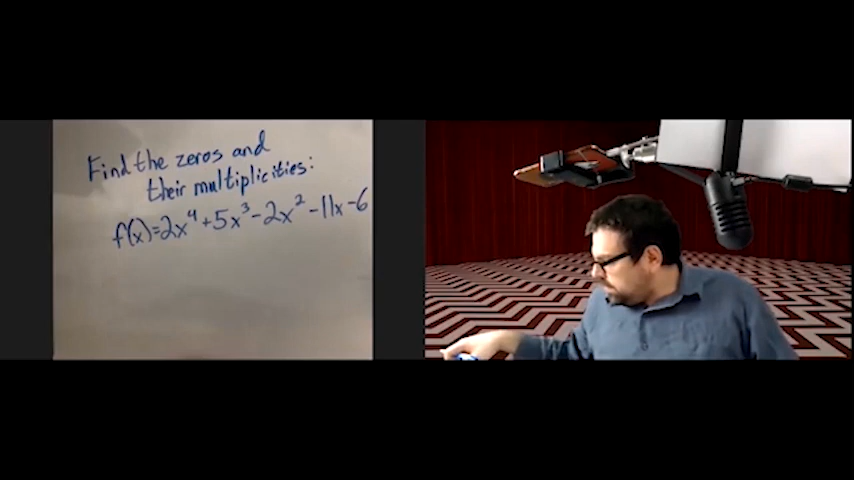 Find the zeros and
their multiplicities:
f(x)=2x⁴+5x³-2x²-11x-6